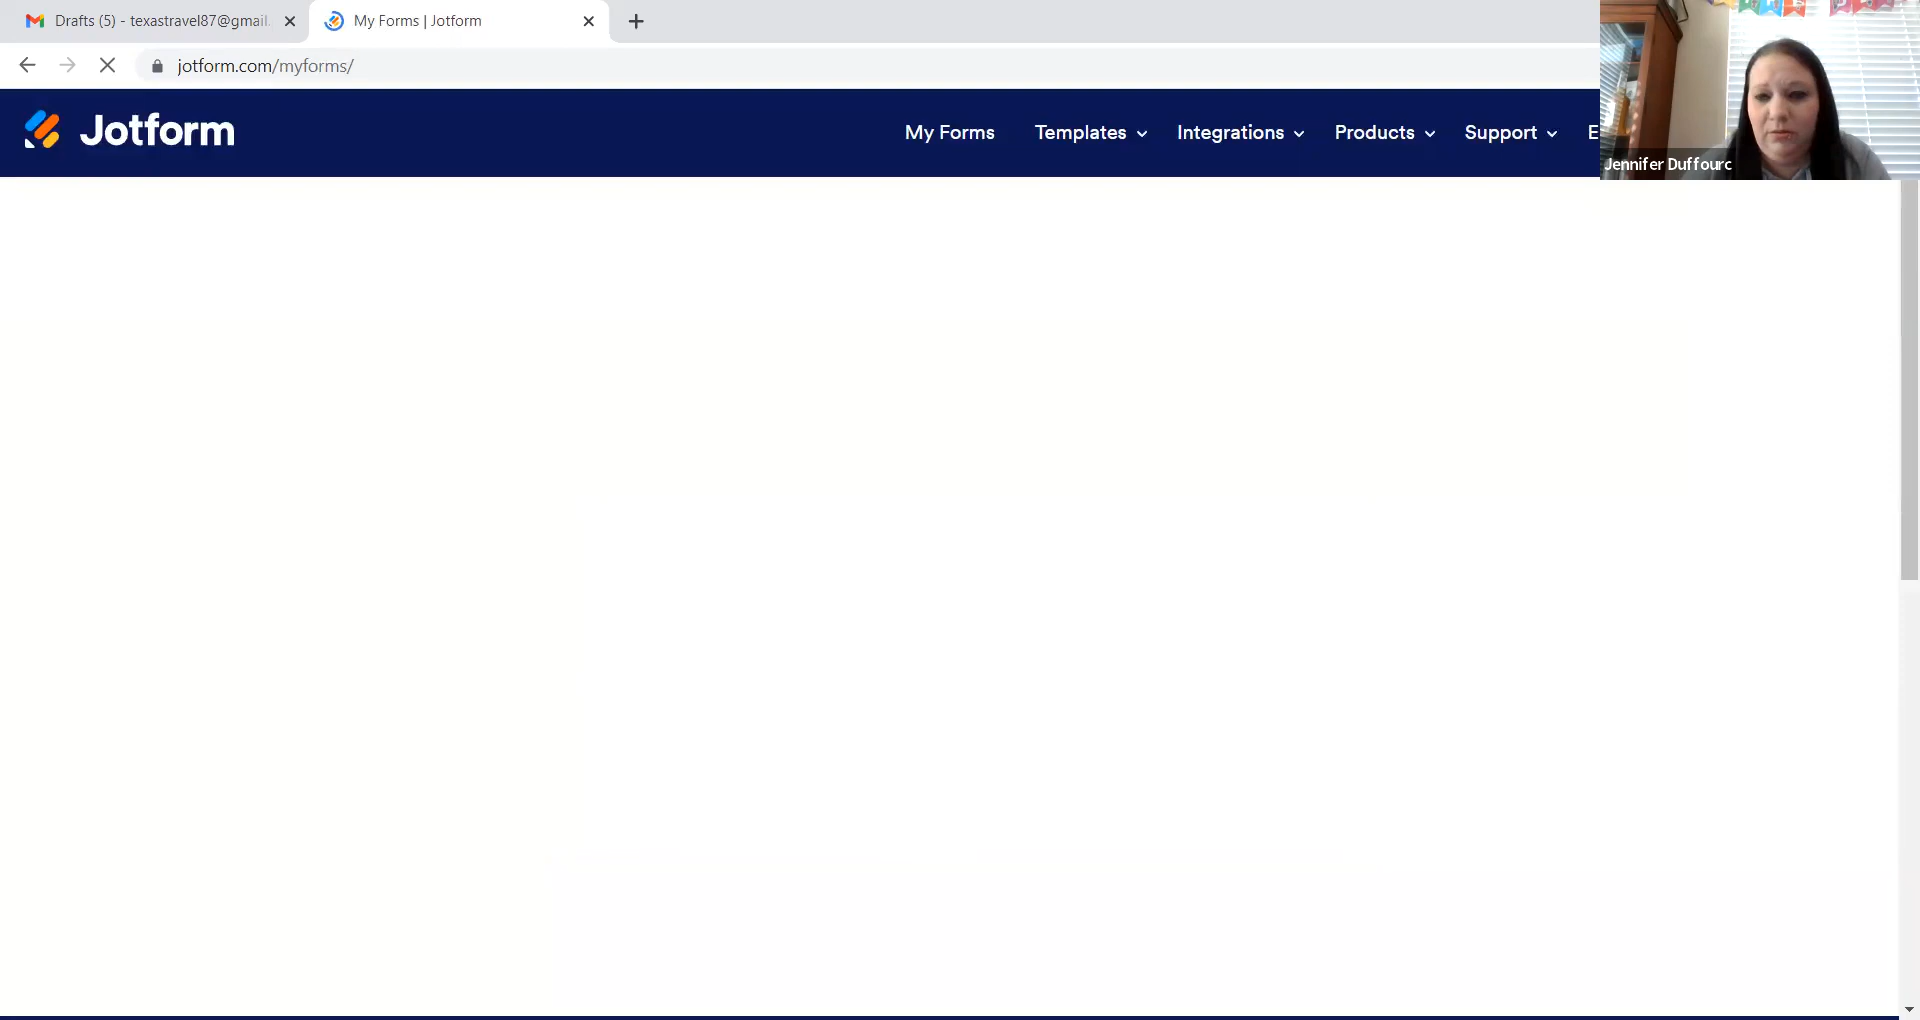 Drafts (5) - texastravel87@gmail.
My Forms | Jotform
jotform.com/myforms/
Jotform
My Forms
Templates
Integrations
Products
Support
E
Jennifer Duffourc